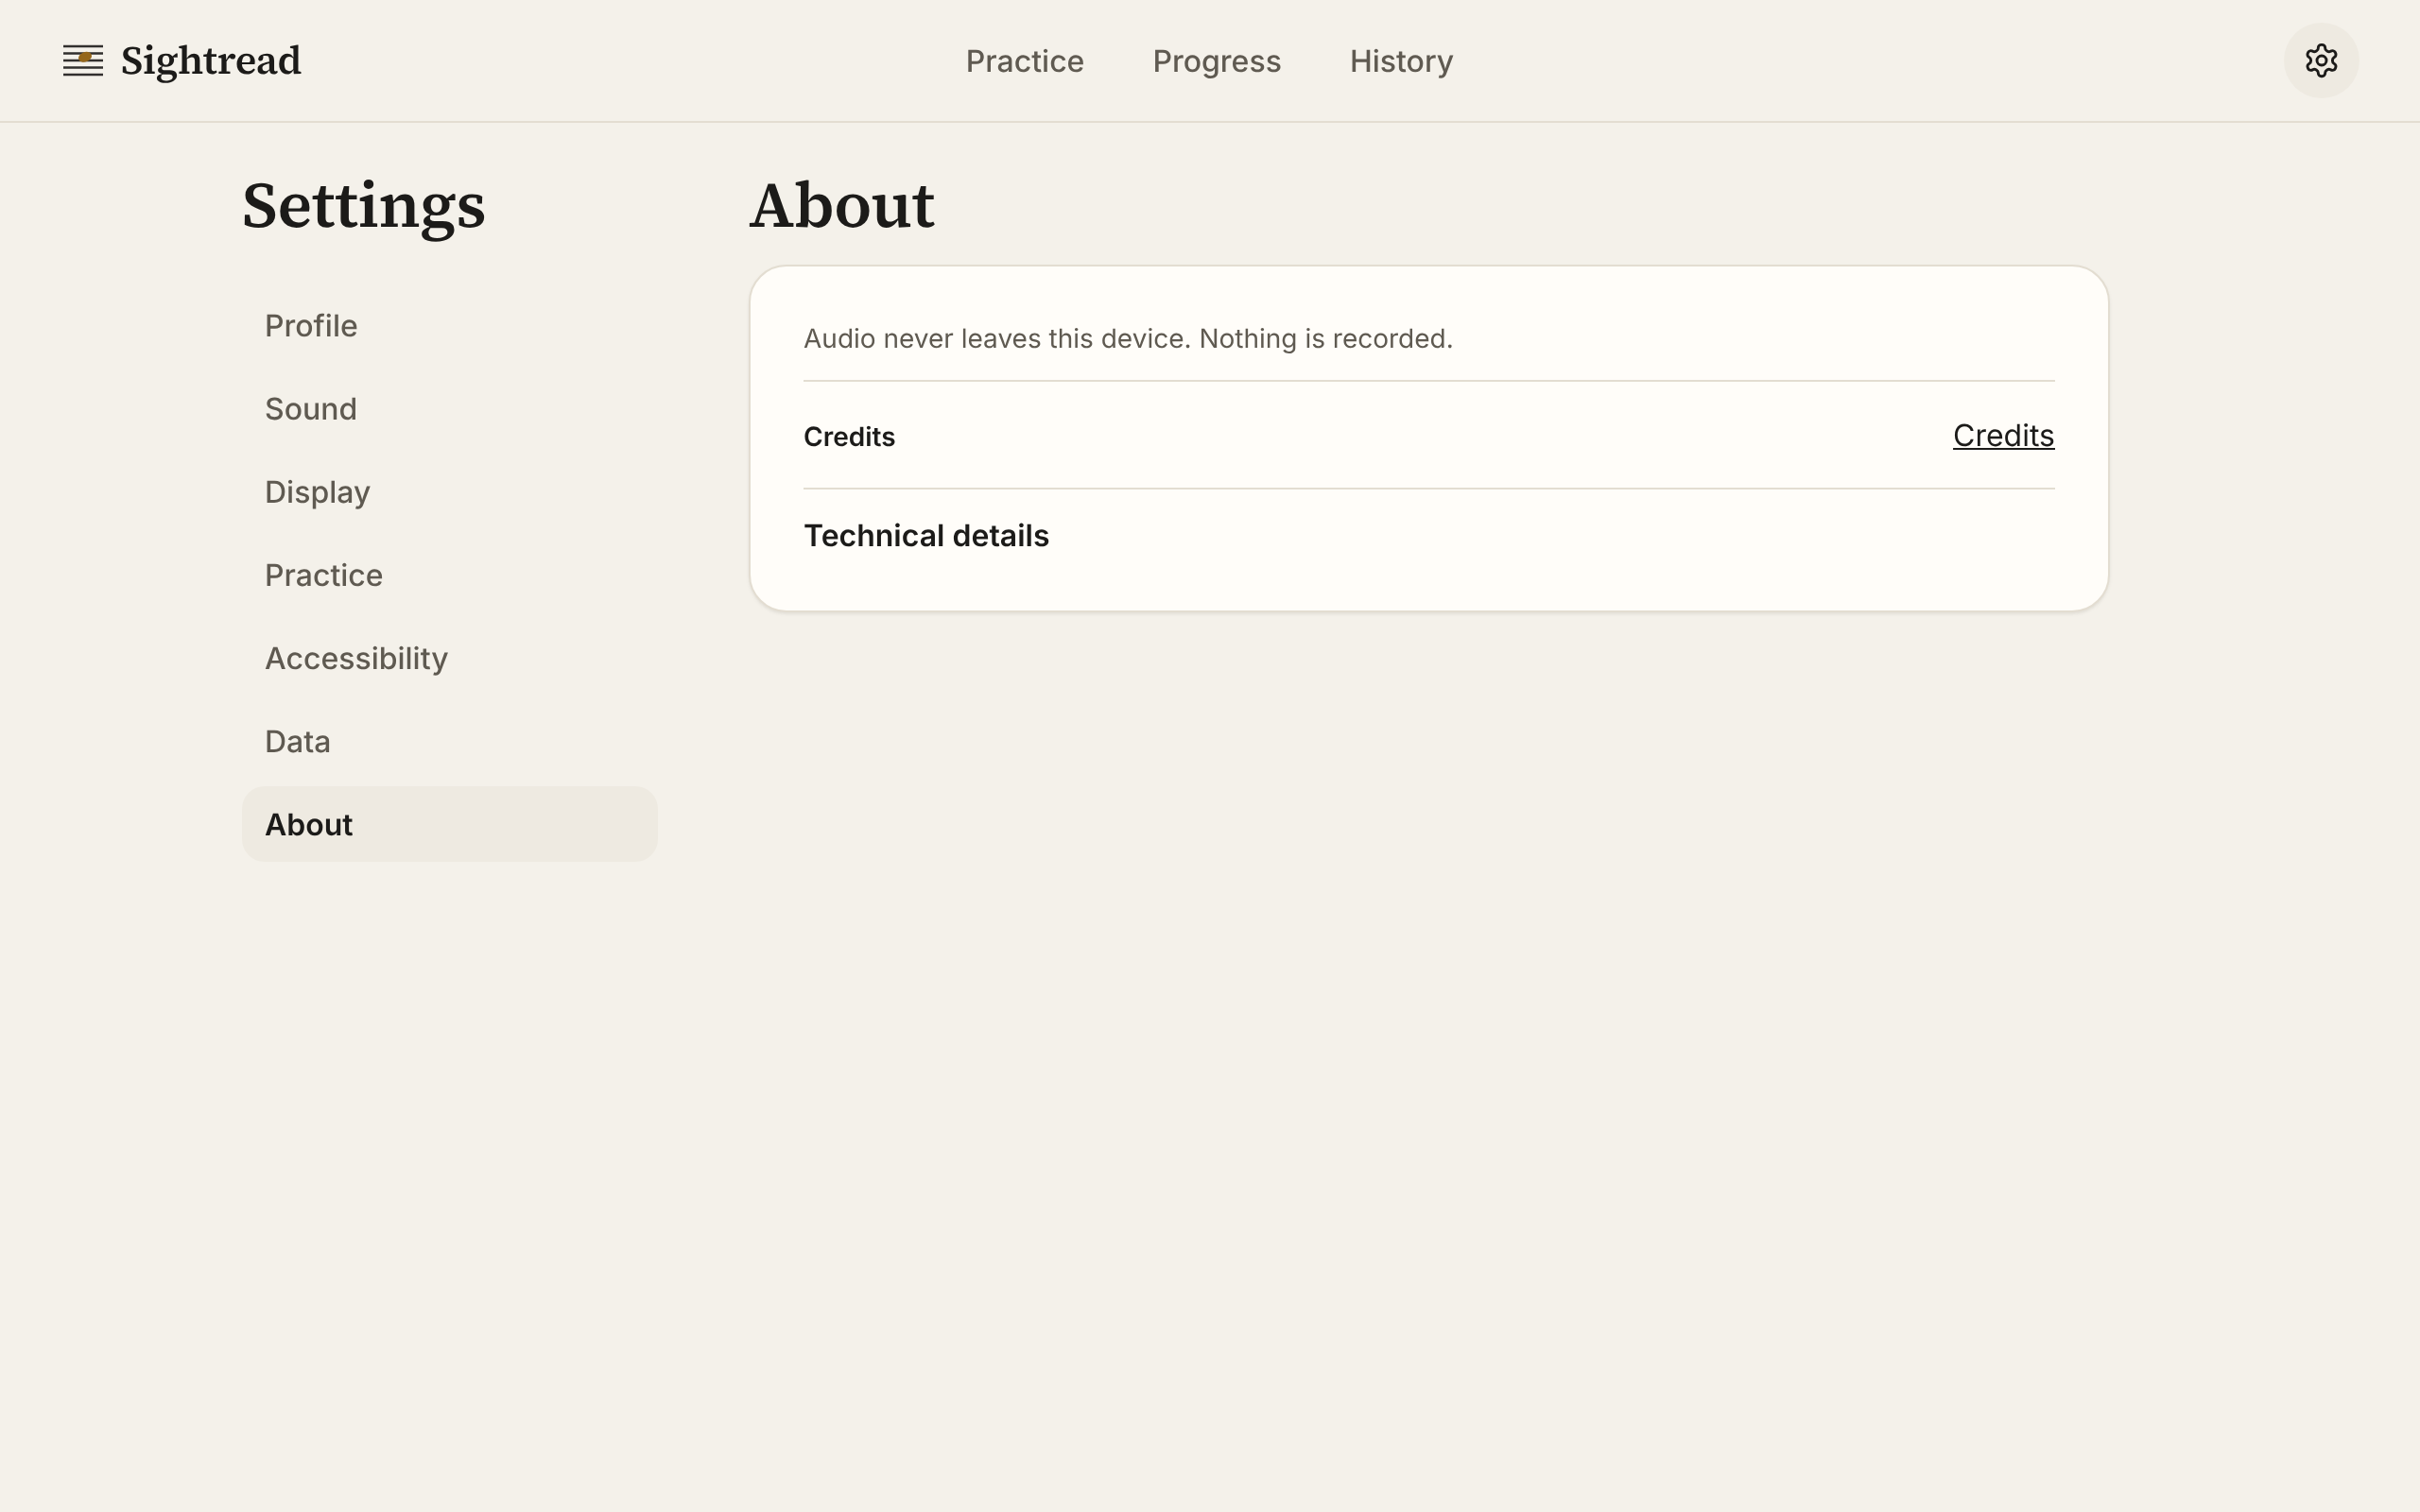 Sightread
Practice
Progress
History
Settings
Profile
Sound
Display
Practice
Accessibility
Data
About
About
Audio never leaves this device. Nothing is recorded.
Credits
Credits
Technical details